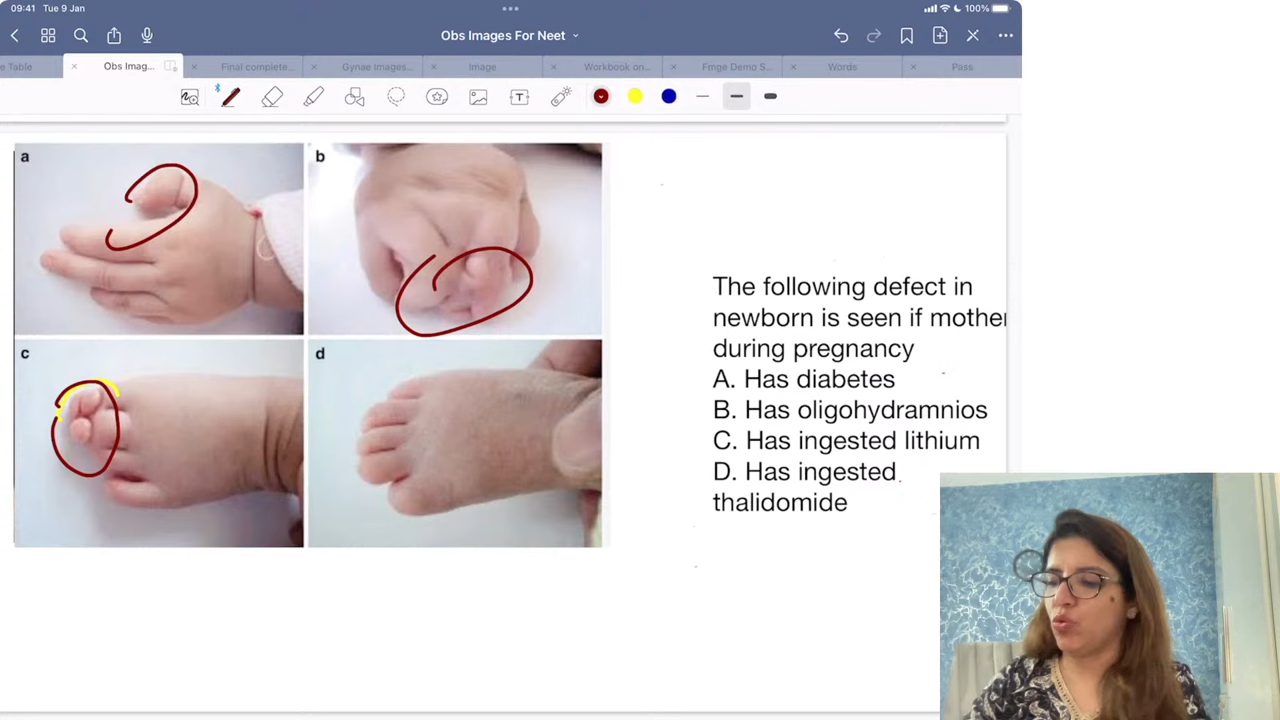 09:41 Tue 9 Jan
100%
Obs Images For Neet
e Table
Obs Imag...
Final complete...
Gynae images...
Image
Workbook on...
Fmge Demo S...
Words
Pass
T
a
b
c
d
The following defect in
newborn is seen if mother
during pregnancy
A. Has diabetes
B. Has oligohydramnios
C. Has ingested lithium
D. Has ingested
thalidomide